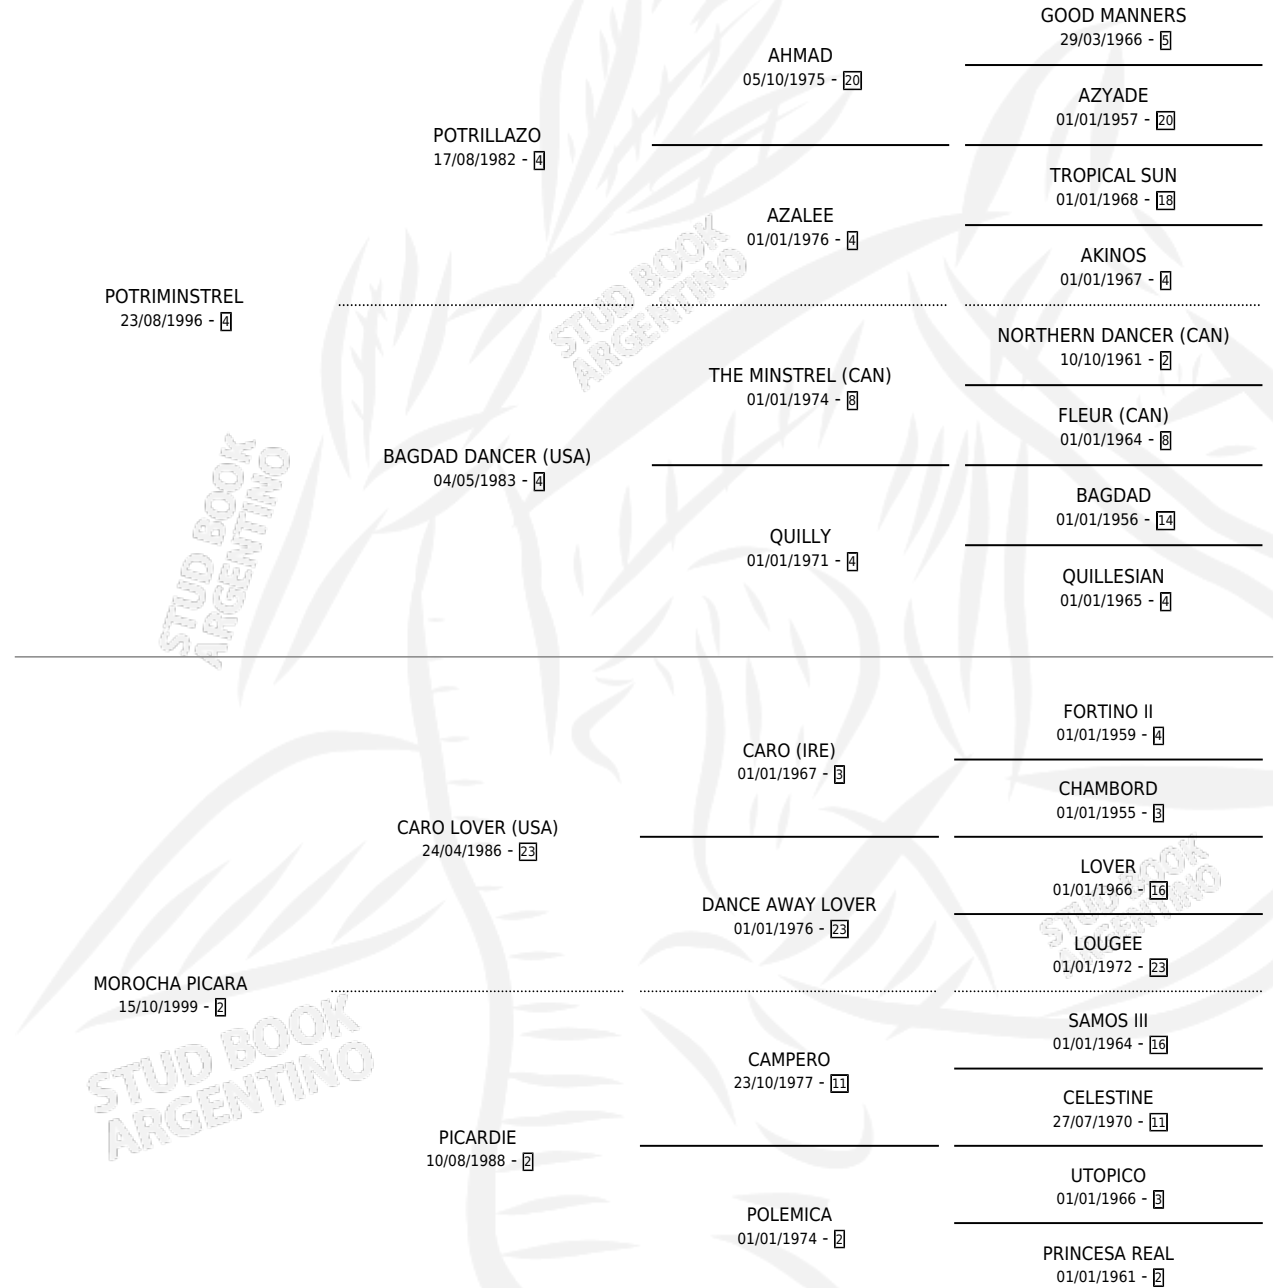 GOOD MANNERS
29/03/1966 - 5
AHMAD
05/10/1975 - 20
AZYADE
01/01/1957 - 20
POTRILLAZO
17/08/1982 - 4
TROPICAL SUN
01/01/1968 - 18
AZALEE
01/01/1976 - 4
AKINOS
01/01/1967 - 4
POTRIMINSTREL
23/08/1996 - 4
NORTHERN DANCER (CAN)
10/10/1961 - 2
THE MINSTREL (CAN)
01/01/1974 - 8
FLEUR (CAN)
01/01/1964 - 8
BAGDAD DANCER (USA)
04/05/1983 - 4
BAGDAD
01/01/1956 - 14
QUILLY
01/01/1971 - 4
QUILLESIAN
01/01/1965 - 4
FORTINO II
01/01/1959 - 4
CARO (IRE)
01/01/1967 - 3
CHAMBORD
01/01/1955 - 3
CARO LOVER (USA)
24/04/1986 - 23
LOVER
01/01/1966 - 16
DANCE AWAY LOVER
01/01/1976 - 23
LOUGEE
01/01/1972 - 23
MOROCHA PICARA
15/10/1999 - 2
SAMOS III
01/01/1964 - 16
CAMPERO
23/10/1977 - 11
CELESTINE
27/07/1970 - 11
PICARDIE
10/08/1988 - 2
UTOPICO
01/01/1966 - 3
POLEMICA
01/01/1974 - 2
PRINCESA REAL
01/01/1961 - 2
STUD BOOK
ARGENTINO
STUD BOOK
ARGENTINO
STUD BOOK
ARGENTINO
STUD BOOK
ARGENTINO